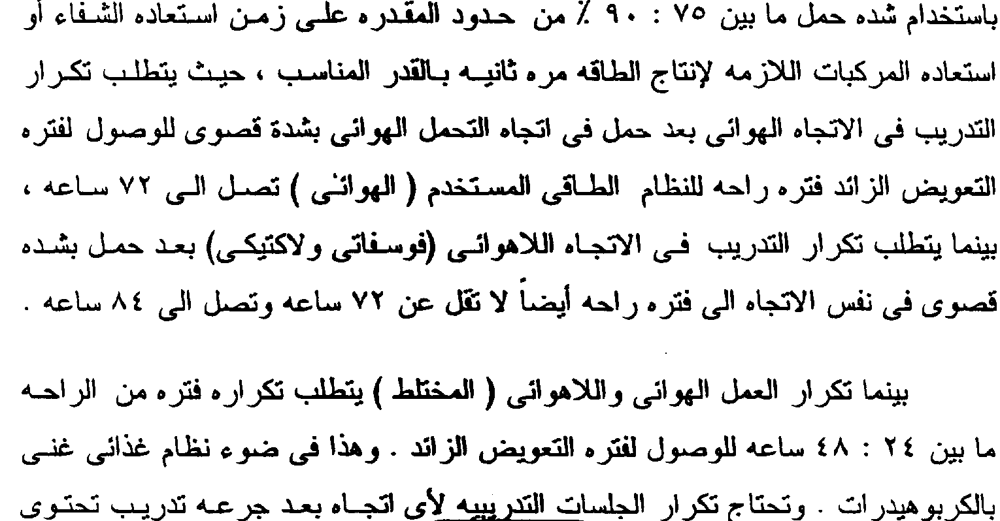 باستخدام شده حمل ما بين ٧٥ : ٩٠ ٪ من حدود المقدره على زمن استعاده الشفاء أو
استعاده المركبات اللازمه لإنتاج الطاقه مره ثانيه بالقدر المناسب ، حيث يتطلب تكرار
التدريب فى الاتجاه الهوائى بعد حمل فى اتجاه التحمل الهوائى بشدة قصوى للوصول لفتره
التعويض الزائد فتره راحه للنظام الطاقى المستخدم ( الهوائى ) تصل الى ٧٢ ساعه ،
بينما يتطلب تكرار التدريب فى الاتجاه اللاهوائى (فوسفاتى ولاكتيكى) بعد حمل بشده
قصوى فى نفس الاتجاه الى فتره راحه أيضاً لا تقل عن ٧٢ ساعه وتصل الى ٨٤ ساعه .
بينما تكرار العمل الهوائى واللاهوائى ( المختلط ) يتطلب تكراره فتره من الراحه
ما بين ٢٤ : ٤٨ ساعه للوصول لفتره التعويض الزائد . وهذا فى ضوء نظام غذائى غنى
بالكربوهيدرات . وتحتاج تكرار الجلسات التدريبيه لأى اتجاه بعد جرعه تدريب تحتوى